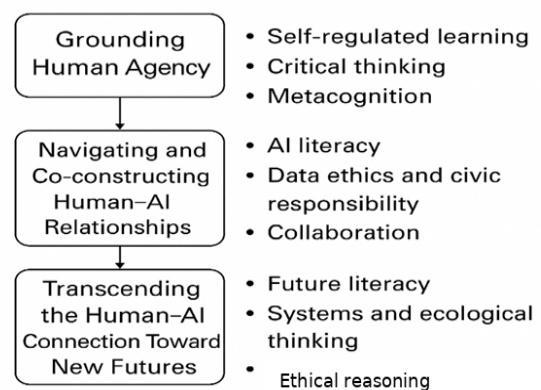 Grounding
Human Agency
• Self-regulated learning
• Critical thinking
• Metacognition
Navigating and
Co-constructing
Human–AI
Relationships
• AI literacy
• Data ethics and civic
responsibility
• Collaboration
Transcending
the Human–AI
Connection Toward
New Futures
• Future literacy
• Systems and ecological
thinking
• Ethical reasoning